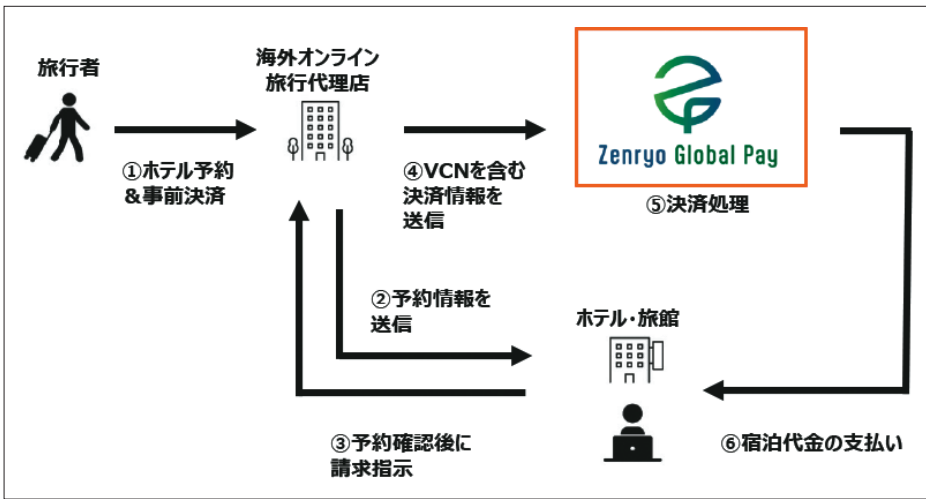 旅行者
海外オンライン
旅行代理店
Zenryo Global Pay
①ホテル予約
&事前決済
④VCNを含む
決済情報を
送信
⑤決済処理
②予約情報を
送信
ホテル・旅館
③予約確認後に
請求指示
⑥宿泊代金の支払い